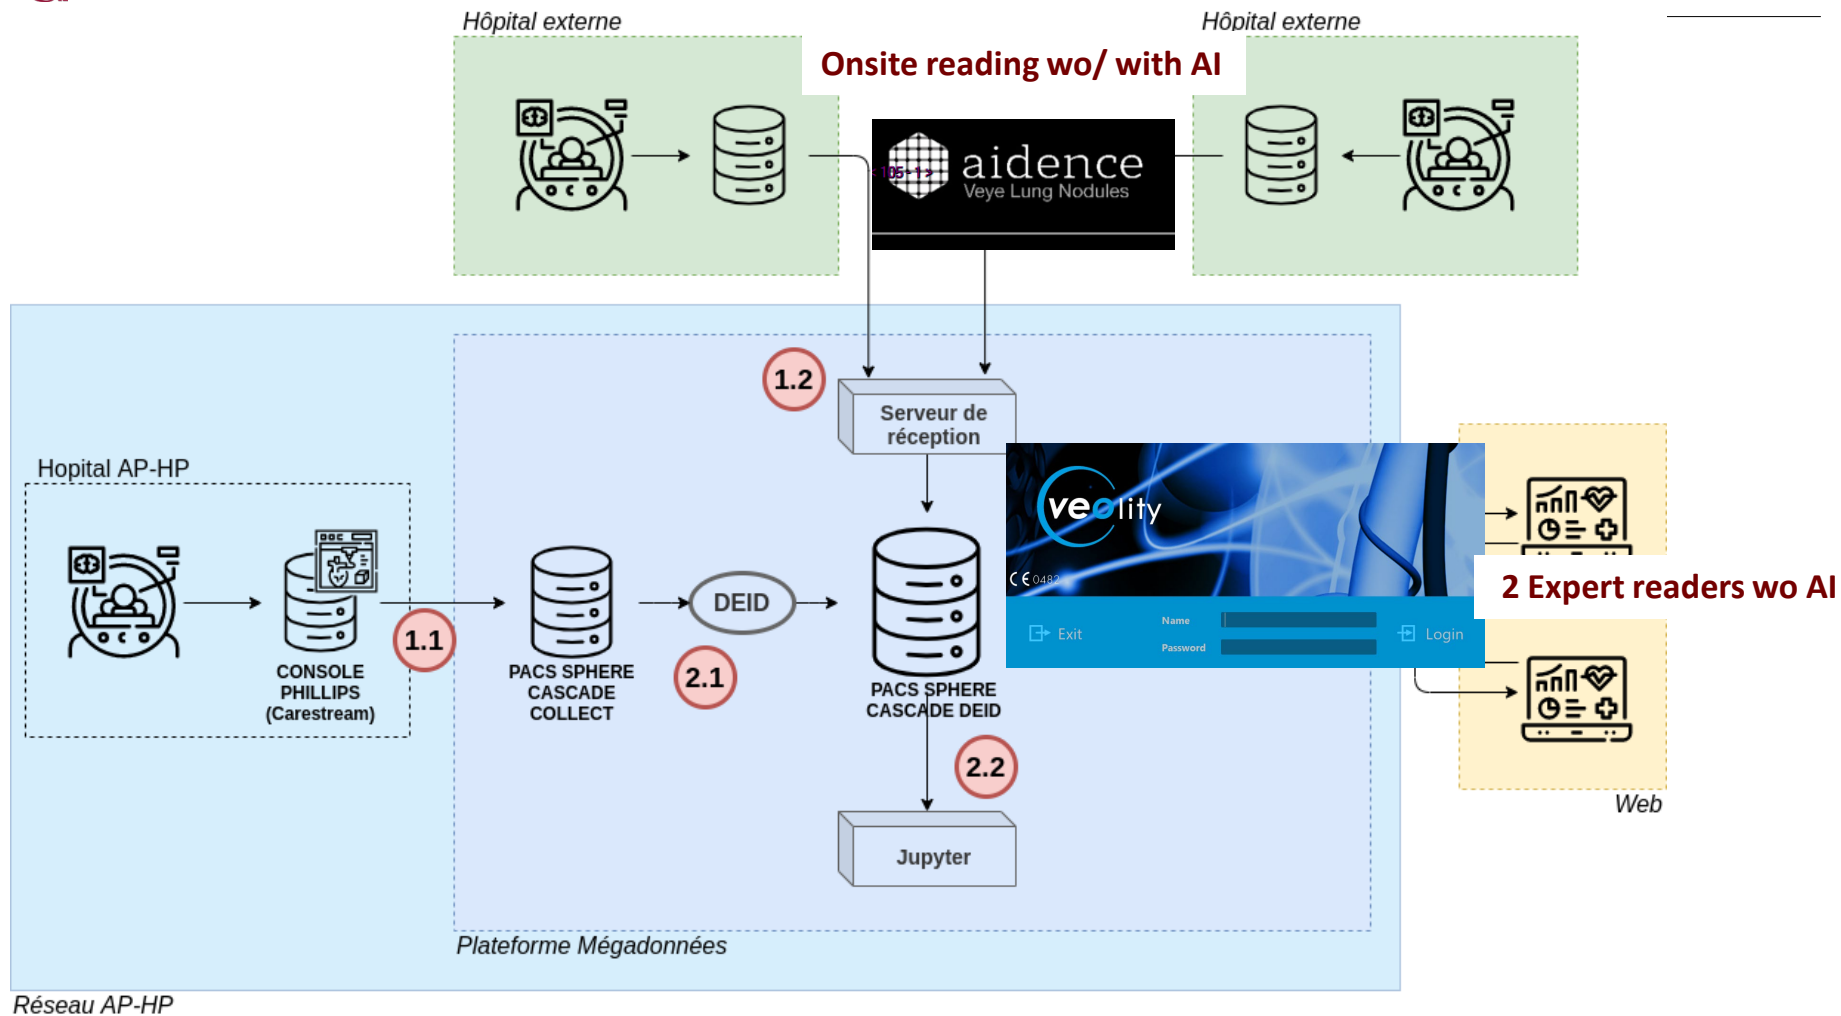 Hôpital externe
Hôpital externe
Onsite reading wo/ with AI
aidence
Veye Lung Nodules
< 105 - 1 >
1.2
Serveur de
réception
Hopital AP-HP
veolity
CE 0482
Name
Exit
Login
Password
2 Expert readers wo AI
DEID
1.1
2.1
CONSOLE
PHILLIPS
(Carestream)
PACS SPHERE
CASCADE
COLLECT
PACS SPHERE
CASCADE DEID
2.2
Jupyter
Web
Plateforme Mégadonnées
Réseau AP-HP